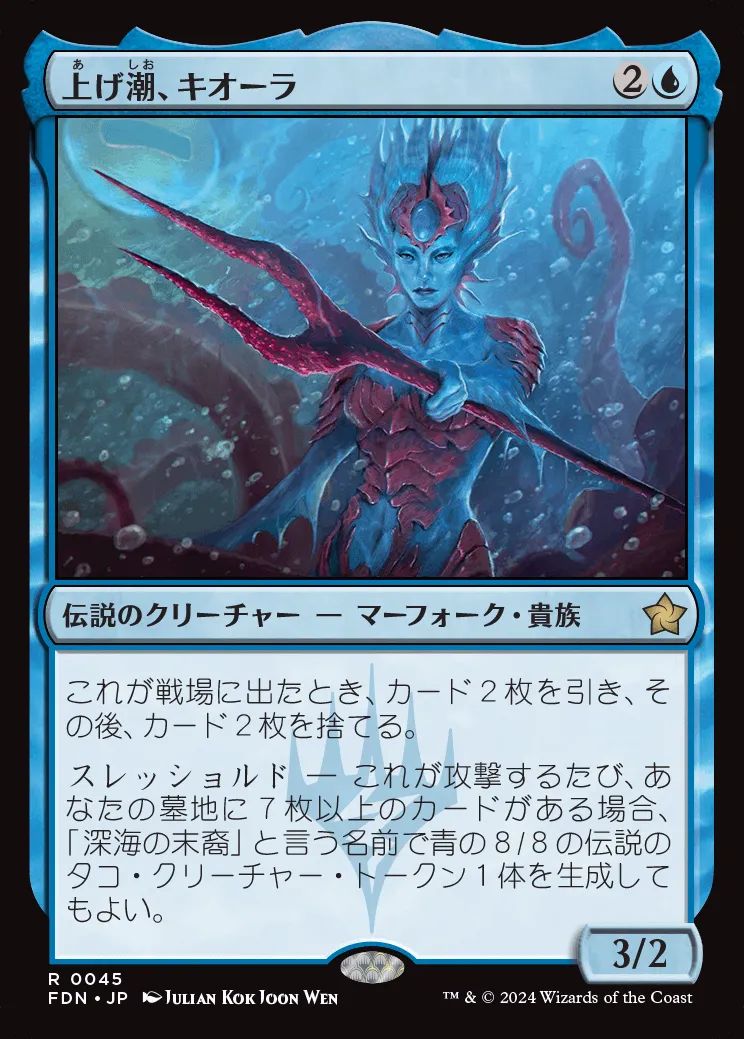 上げ潮、キオーラ 2
あ しお
伝説のクリーチャー — マーフォーク・貴族
これが戦場に出たとき、カード２枚を引き、そ
の後、カード２枚を捨てる。
スレッショルド — これが攻撃するたび、あ
なたの墓地に７枚以上のカードがある場合、
「深海の末裔」と言う名前で青の８/８の伝説の
タコ・クリーチャー・トークン１体を生成して
もよい。
3/2
R 0045
FDN • JP Julian Kok Joon Wen
™ & © 2024 Wizards of the Coast